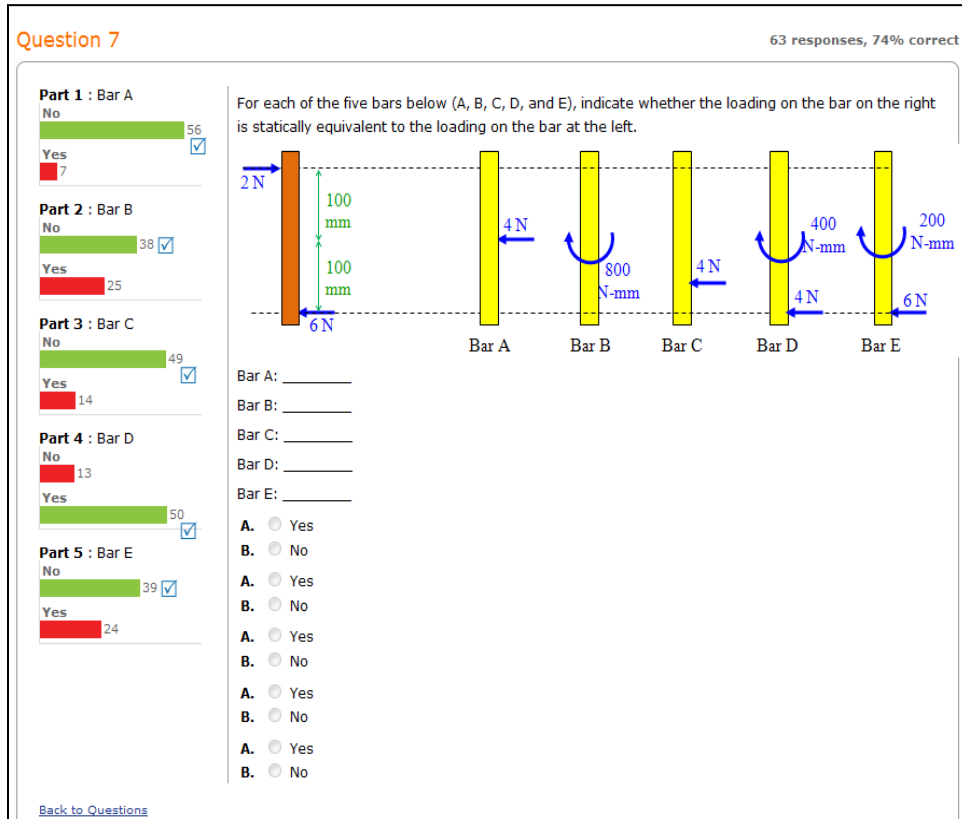 Question 7
63 responses, 74% correct
Part 1 : Bar A
No
56
Yes
7
Part 2 : Bar B
No
38
Yes
25
Part 3 : Bar C
No
49
Yes
14
Part 4 : Bar D
No
13
Yes
50
Part 5 : Bar E
No
39
Yes
24
Back to Questions
For each of the five bars below (A, B, C, D, and E), indicate whether the loading on the bar on the right
is statically equivalent to the loading on the bar at the left.
2 N
100
mm
100
mm
6 N
4 N
Bar A
800
N-mm
Bar B
4 N
Bar C
400
N-mm
4 N
Bar D
200
N-mm
6 N
Bar E
Bar A: _________
Bar B: _________
Bar C: _________
Bar D: _________
Bar E: _________
A. Yes
B. No
A. Yes
B. No
A. Yes
B. No
A. Yes
B. No
A. Yes
B. No